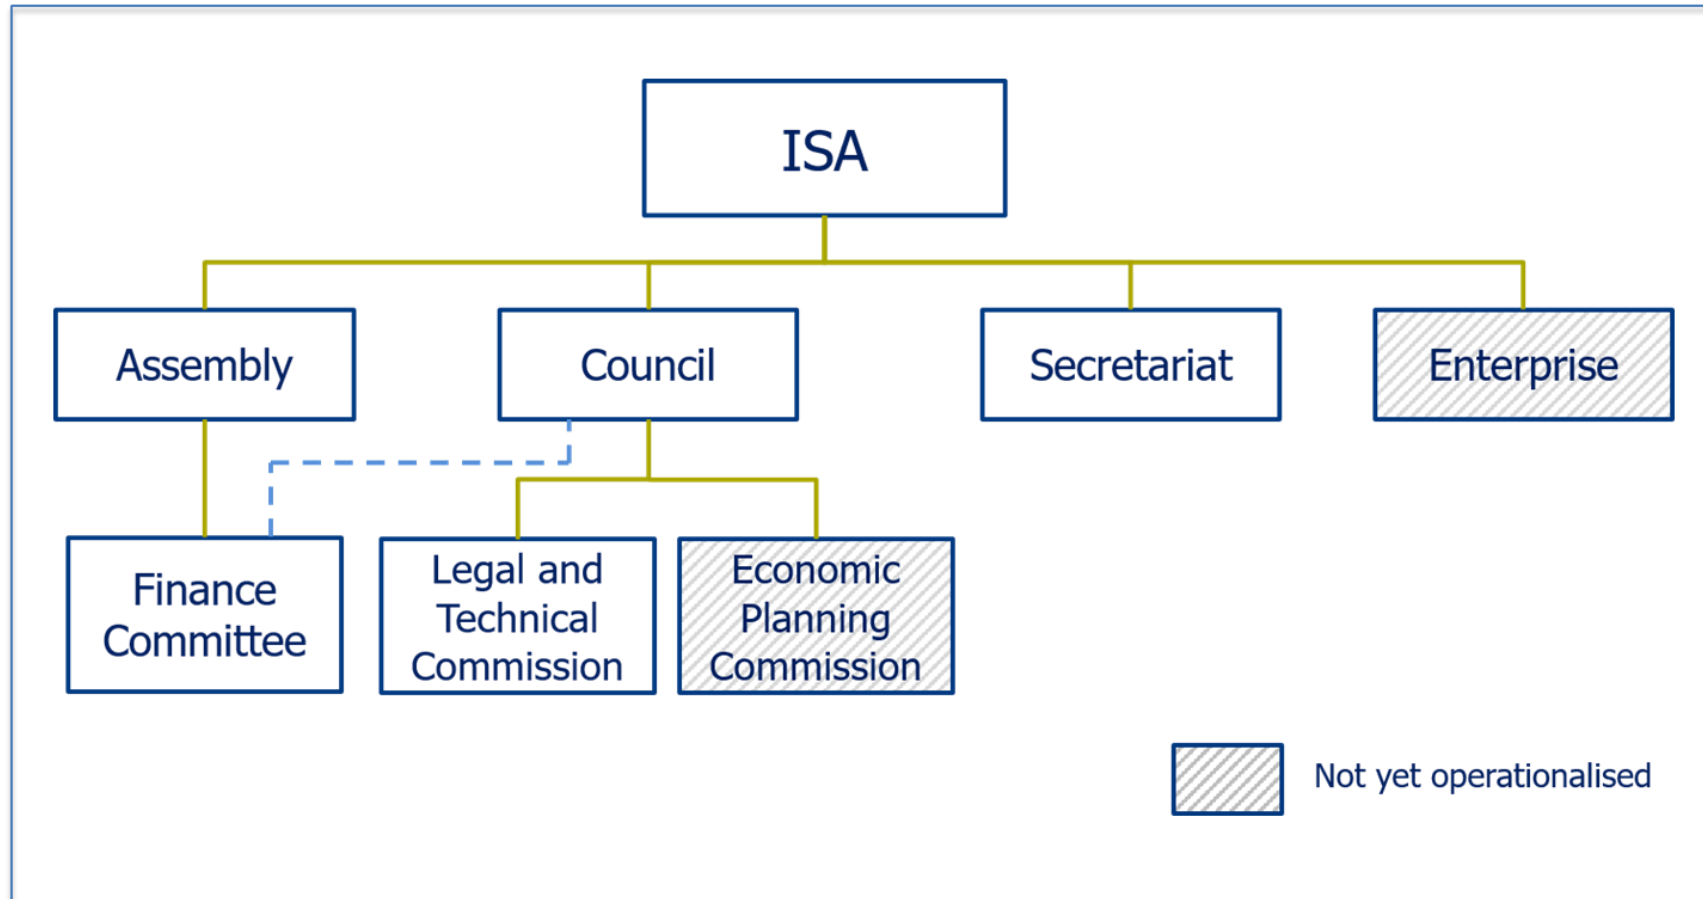 ISA
Assembly
Council
Secretariat
Enterprise
Finance
Committee
Legal and
Technical
Commission
Economic
Planning
Commission
Not yet operationalised